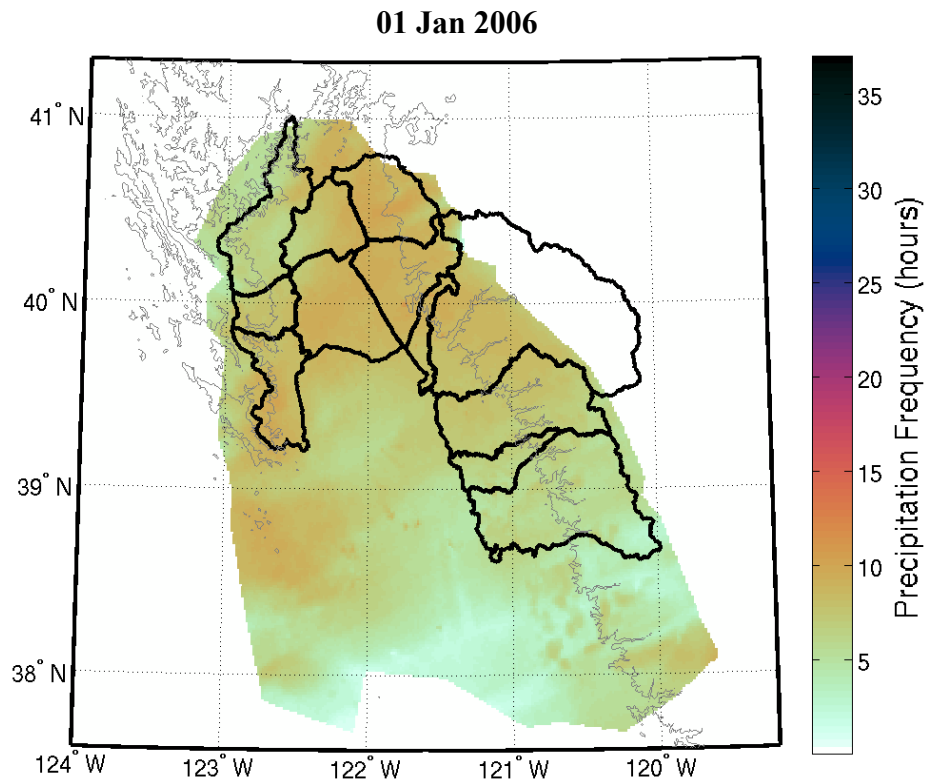 01 Jan 2006
41° N
40° N
39° N
38° N
124° W
123° W
122° W
121° W
120° W
35
30
25
20
15
10
5
Precipitation Frequency (hours)